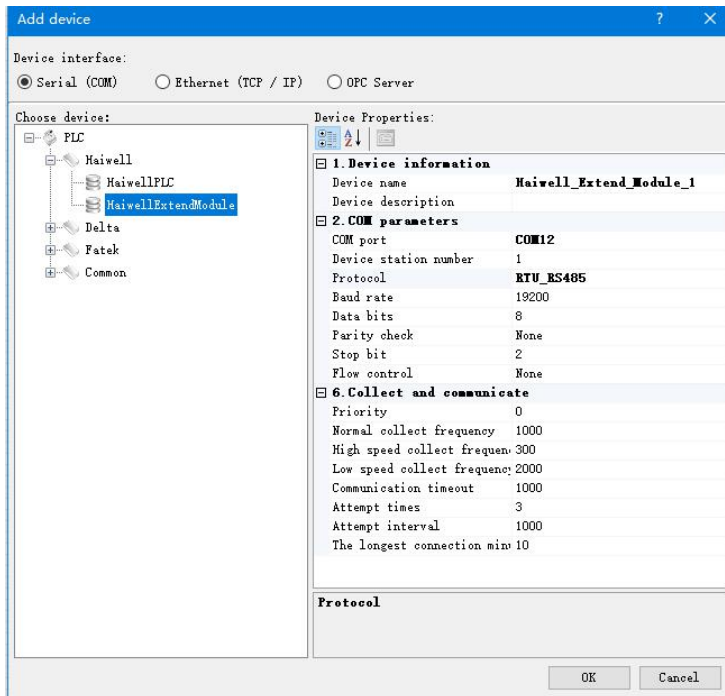 Add device
Device interface:
Serial (COM) Ethernet (TCP / IP) OPC Server
Choose device:
PLC
Haiwell
HaiwellPLC
HaiwellExtendModule
Delta
Fatek
Common
Device Properties:
1.Device information
Device name Haiwell_Extend_Module_1
Device description
2.COM parameters
COM port COM12
Device station number 1
Protocol RTU_RS485
Baud rate 19200
Data bits 8
Parity check None
Stop bit 2
Flow control None
6.Collect and communicate
Priority 0
Normal collect frequency 1000
High speed collect frequen 300
Low speed collect frequency 2000
Communication timeout 1000
Attempt times 3
Attempt interval 1000
The longest connection minu 10
Protocol
OK Cancel